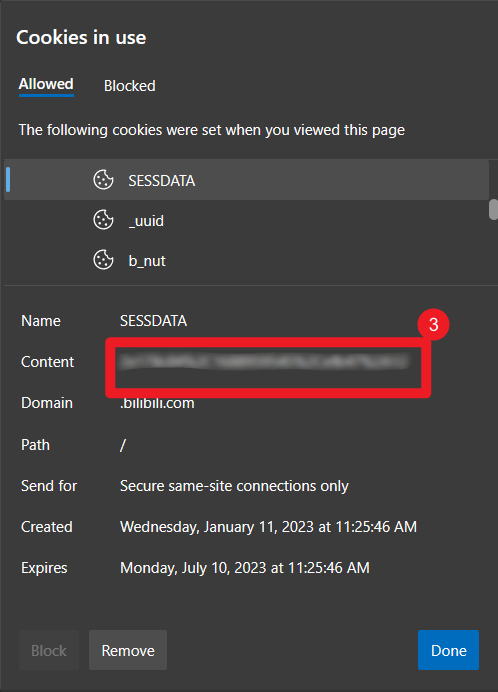 Cookies in use
Allowed Blocked
The following cookies were set when you viewed this page
SESSDATA
_uuid
b_nut
Name SESSDATA
3
Content
Domain .bilibili.com
Path /
Send for Secure same-site connections only
Created Wednesday, January 11, 2023 at 11:25:46 AM
Expires Monday, July 10, 2023 at 11:25:46 AM
Block Remove Done